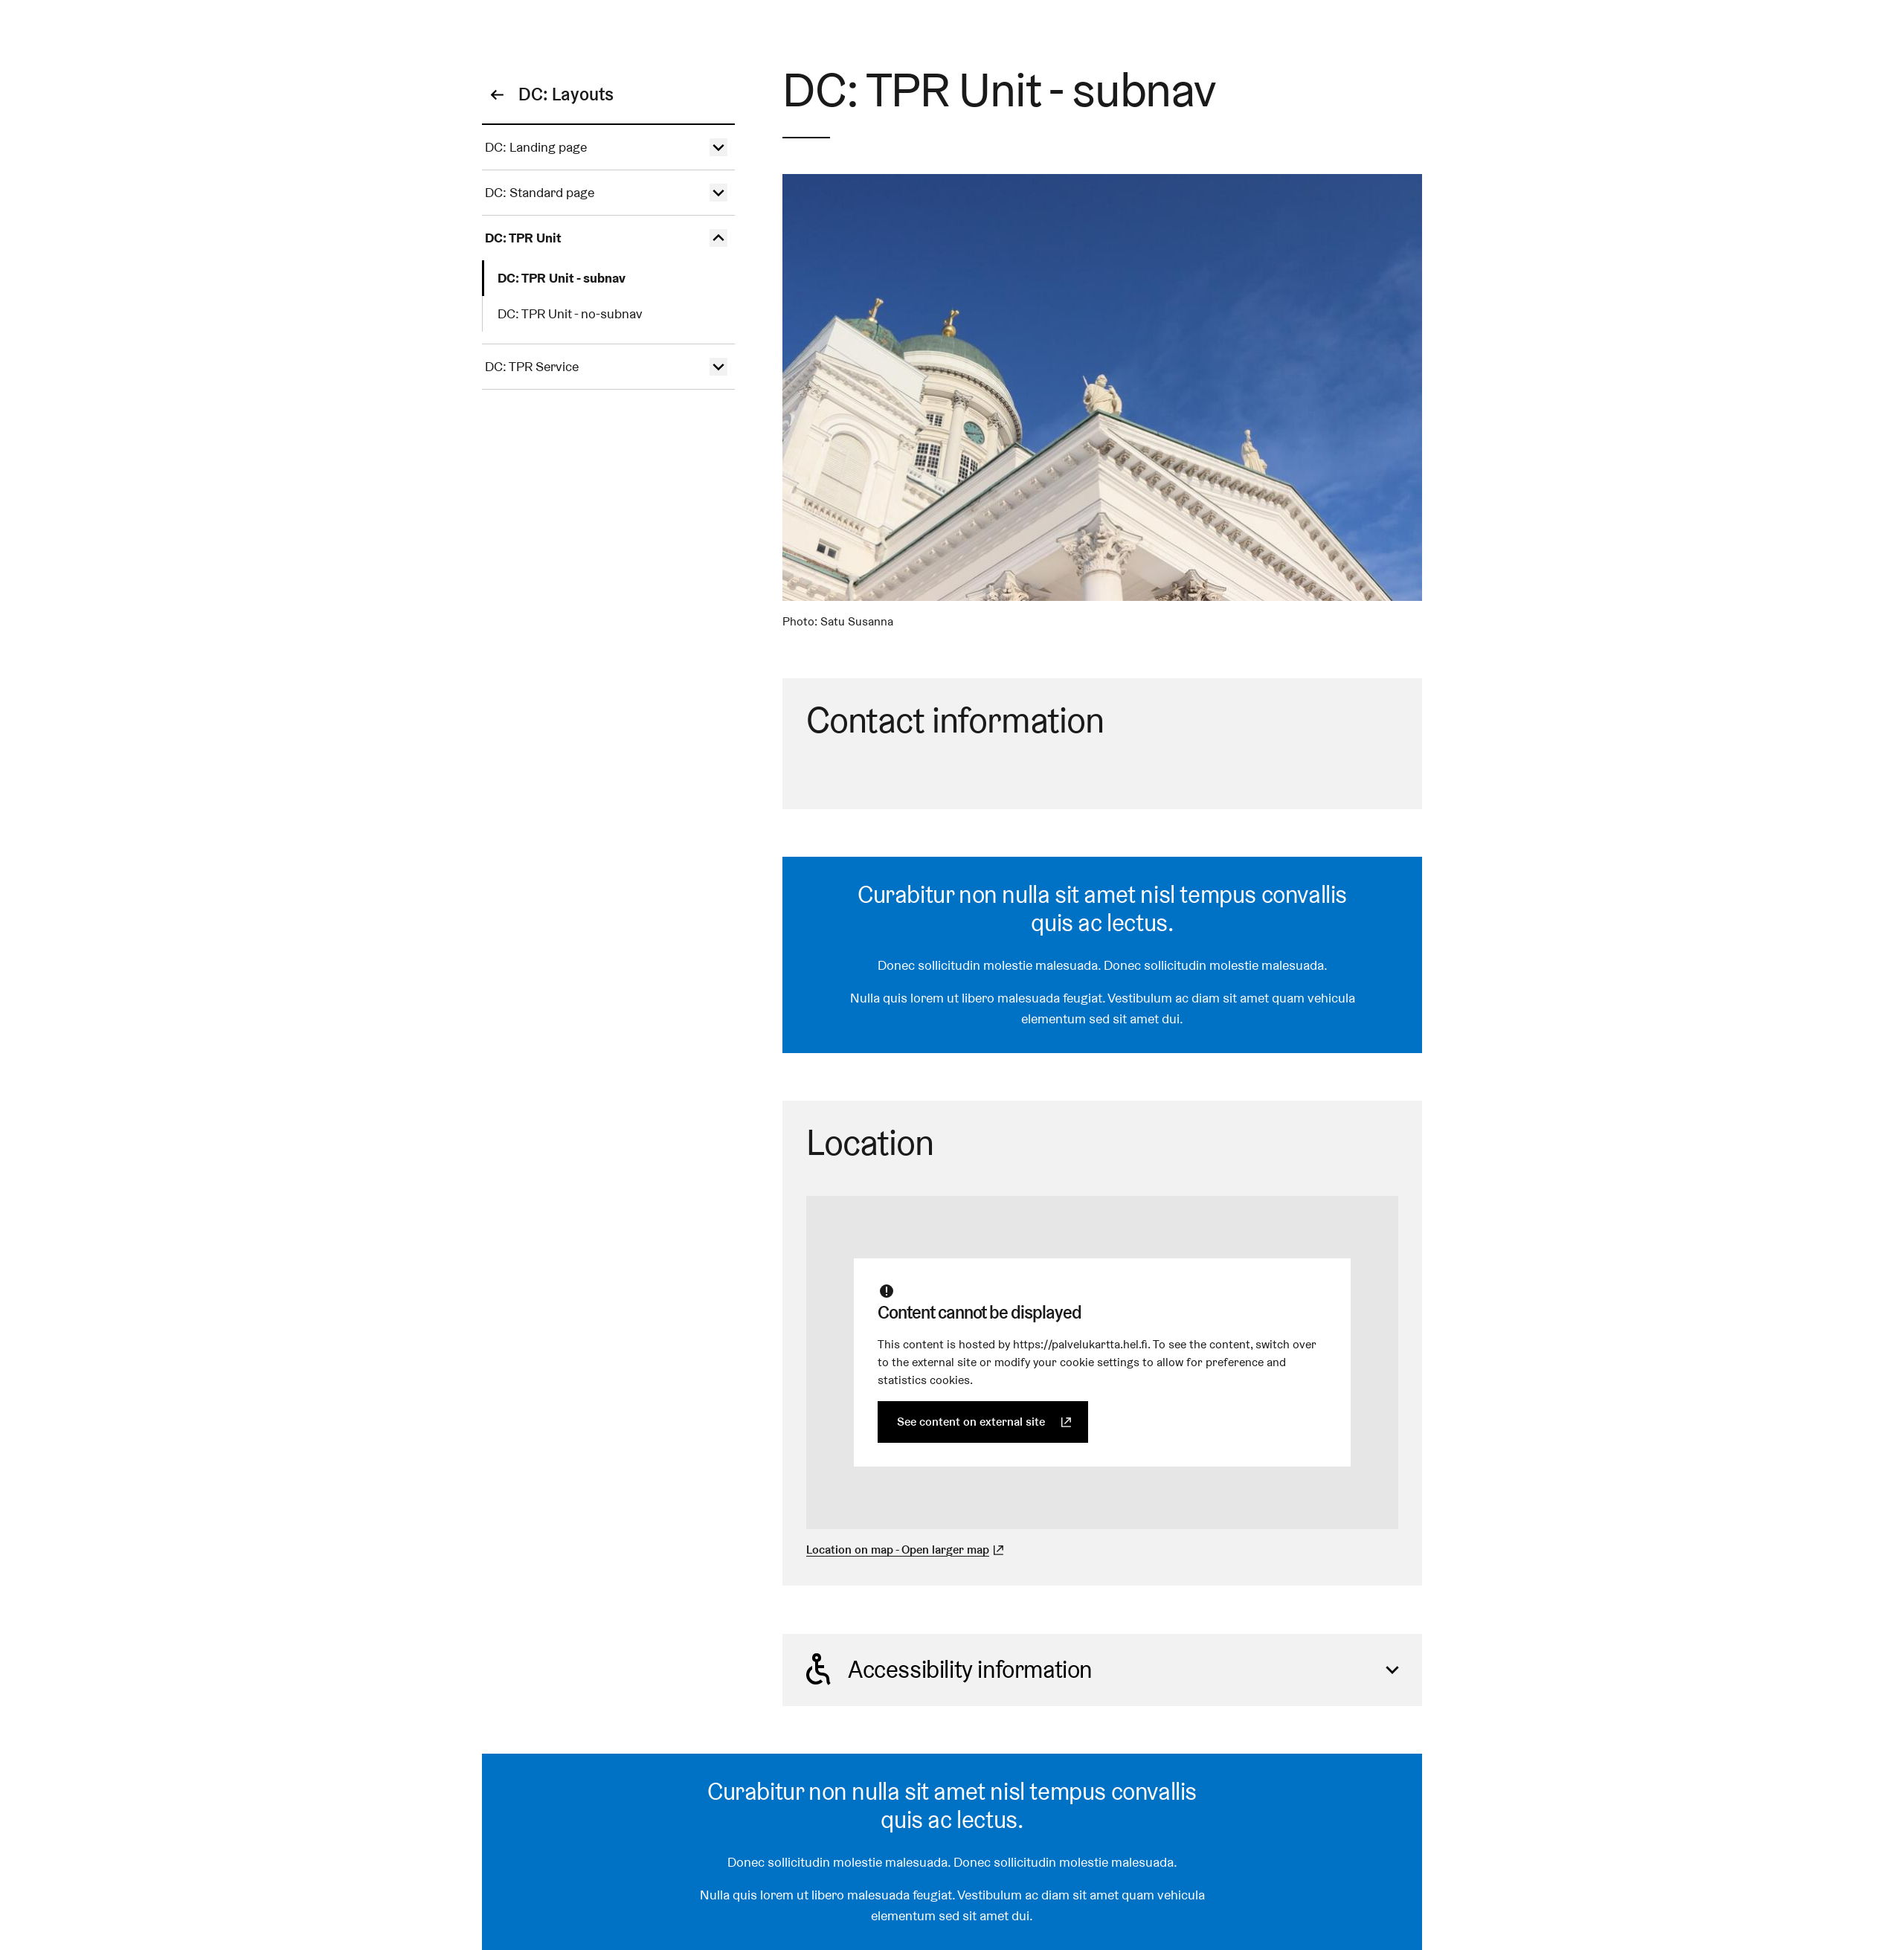 DC: Layouts
DC: Landing page
DC: Standard page
DC: TPR Unit
DC: TPR Unit - subnav
DC: TPR Unit - no-subnav
DC: TPR Service
DC: TPR Unit - subnav
Photo: Satu Susanna
Contact information
Curabitur non nulla sit amet nisl tempus convallis
quis ac lectus.
Donec sollicitudin molestie malesuada. Donec sollicitudin molestie malesuada.
Nulla quis lorem ut libero malesuada feugiat. Vestibulum ac diam sit amet quam vehicula
elementum sed sit amet dui.
Location
Content cannot be displayed
This content is hosted by https://palvelukartta.hel.fi. To see the content, switch over
to the external site or modify your cookie settings to allow for preference and
statistics cookies.
See content on external site
Location on map - Open larger map
Accessibility information
Curabitur non nulla sit amet nisl tempus convallis
quis ac lectus.
Donec sollicitudin molestie malesuada. Donec sollicitudin molestie malesuada.
Nulla quis lorem ut libero malesuada feugiat. Vestibulum ac diam sit amet quam vehicula
elementum sed sit amet dui.